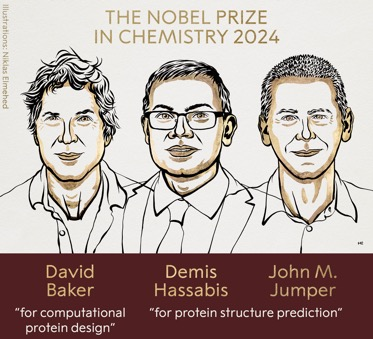 THE NOBEL PRIZE
IN CHEMISTRY 2024
Illustrations: Niklas Elmehed
David
Baker
"for computational
protein design"
Demis
Hassabis
John M.
Jumper
"for protein structure prediction"